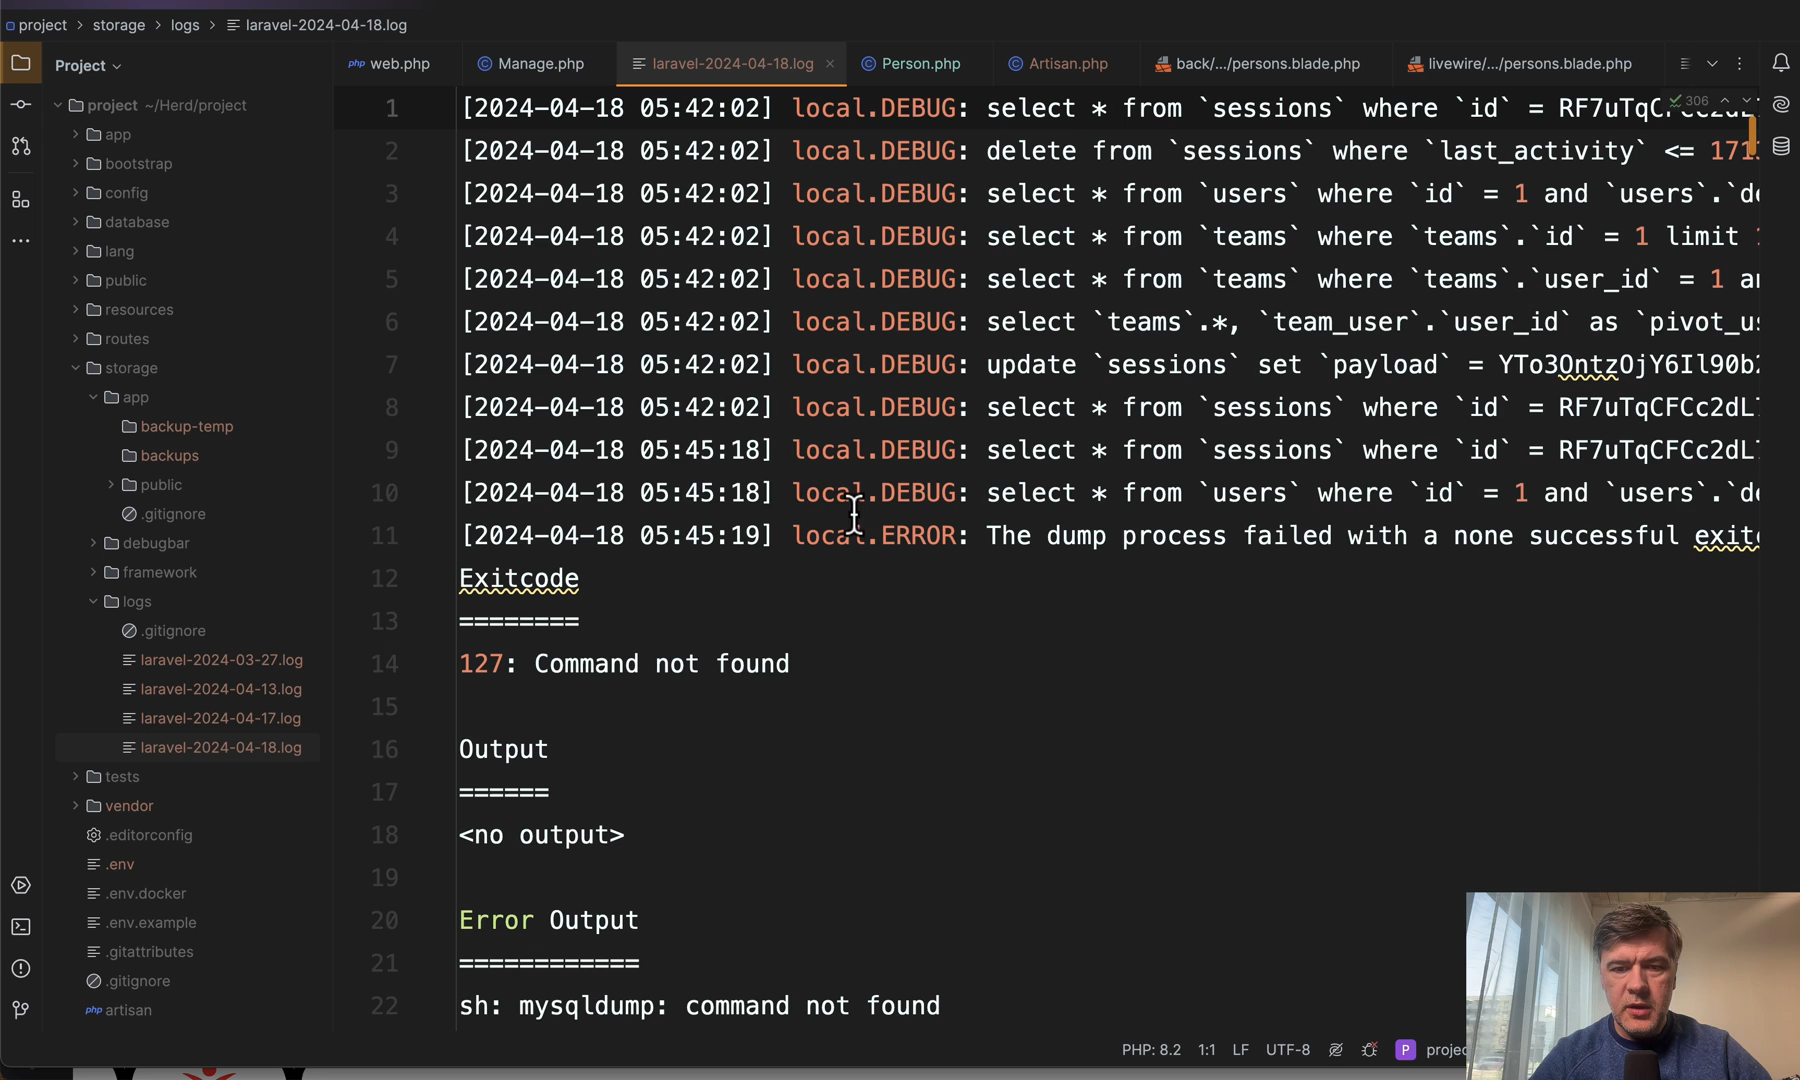 project > storage > logs > laravel-2024-04-18.log
Project
web.php
Manage.php
laravel-2024-04-18.log
Person.php
Artisan.php
back/.../persons.blade.php
livewire/.../persons.blade.php
project ~/Herd/project
app
bootstrap
config
database
lang
public
resources
routes
storage
app
backup-temp
backups
public
.gitignore
debugbar
framework
logs
.gitignore
laravel-2024-03-27.log
laravel-2024-04-13.log
laravel-2024-04-17.log
laravel-2024-04-18.log
tests
vendor
.editorconfig
.env
.env.docker
.env.example
.gitattributes
.gitignore
php artisan
306
1 [2024-04-18 05:42:02] local.DEBUG: select * from `sessions` where `id` = RF7uTqCFCc2dL
2 [2024-04-18 05:42:02] local.DEBUG: delete from `sessions` where `last_activity` <= 171
3 [2024-04-18 05:42:02] local.DEBUG: select * from `users` where `id` = 1 and `users`.`de
4 [2024-04-18 05:42:02] local.DEBUG: select * from `teams` where `teams`.`id` = 1 limit
5 [2024-04-18 05:42:02] local.DEBUG: select * from `teams` where `teams`.`user_id` = 1 an
6 [2024-04-18 05:42:02] local.DEBUG: select `teams`.*, `team_user`.`user_id` as `pivot_us
7 [2024-04-18 05:42:02] local.DEBUG: update `sessions` set `payload` = YTo3OntzOjY6Il90b2
8 [2024-04-18 05:42:02] local.DEBUG: select * from `sessions` where `id` = RF7uTqCFCc2dL
9 [2024-04-18 05:45:18] local.DEBUG: select * from `sessions` where `id` = RF7uTqCFCc2dL
10 [2024-04-18 05:45:18] local.DEBUG: select * from `users` where `id` = 1 and `users`.`de
11 [2024-04-18 05:45:19] local.ERROR: The dump process failed with a none successful exitc
12 Exitcode
13 ========
14 127: Command not found
15
16 Output
17 ======
18 <no output>
19
20 Error Output
21 ============
22 sh: mysqldump: command not found
PHP: 8.2 1:1 LF UTF-8 P projec